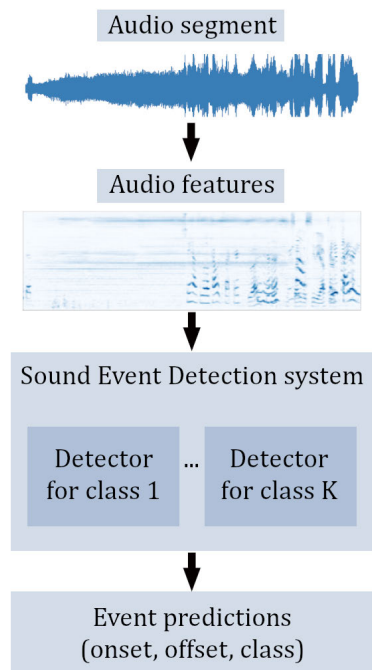 Audio segment
Audio features
Sound Event Detection system
Detector
for class 1
...
Detector
for class K
Event predictions
(onset, offset, class)